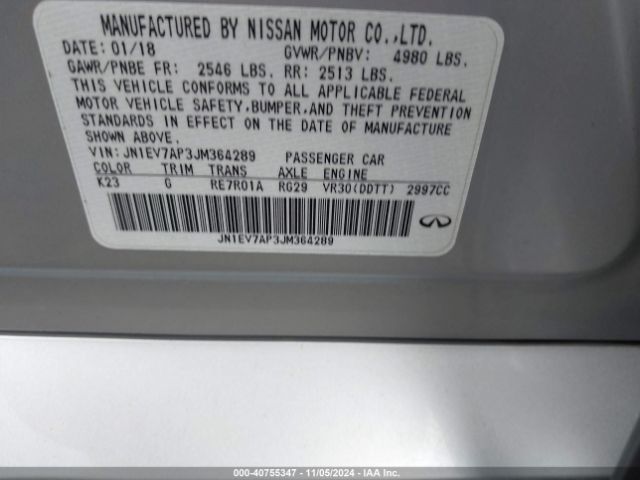 MANUFACTURED BY NISSAN MOTOR CO.,LTD.
DATE: 01/18 GVWR/PNBV: 4980 LBS.
GAWR/PNBE FR: 2546 LBS. RR: 2513 LBS.
THIS VEHICLE CONFORMS TO ALL APPLICABLE FEDERAL
MOTOR VEHICLE SAFETY,BUMPER,AND THEFT PREVENTION
STANDARDS IN EFFECT ON THE DATE OF MANUFACTURE
SHOWN ABOVE.
VIN: JN1EV7AP3JM364289 PASSENGER CAR
COLOR TRIM TRANS AXLE ENGINE
K23 G RE7R01A RG29 VR30(DDTT) 2997CC
JN1EV7AP3JM364289
000-40755347 - 11/05/2024 - IAA Inc.